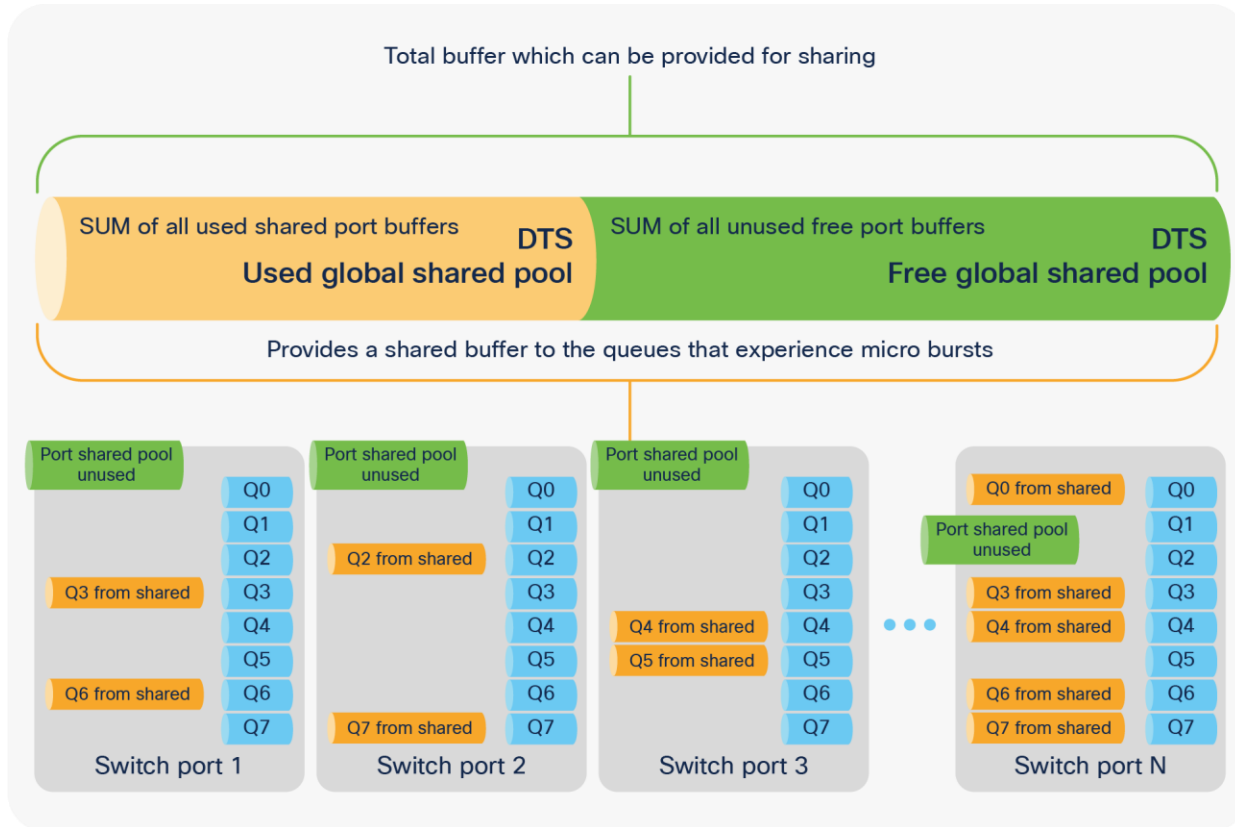 Total buffer which can be provided for sharing
SUM of all used shared port buffers
DTS
Used global shared pool
SUM of all unused free port buffers
DTS
Free global shared pool
Provides a shared buffer to the queues that experience micro bursts
Port shared pool
unused
Q0
Q1
Q2
Q3 from shared
Q3
Q4
Q5
Q6 from shared
Q6
Q7
Switch port 1
Port shared pool
unused
Q0
Q1
Q2 from shared
Q2
Q3
Q4
Q5
Q6
Q7 from shared
Q7
Switch port 2
Port shared pool
unused
Q0
Q1
Q2
Q3
Q4 from shared
Q4
Q5 from shared
Q5
Q6
Q7
Switch port 3
Q0 from shared
Q0
Q1
Port shared pool
unused
Q2
Q3 from shared
Q3
Q4 from shared
Q4
Q5
Q6 from shared
Q6
Q7 from shared
Q7
Switch port N